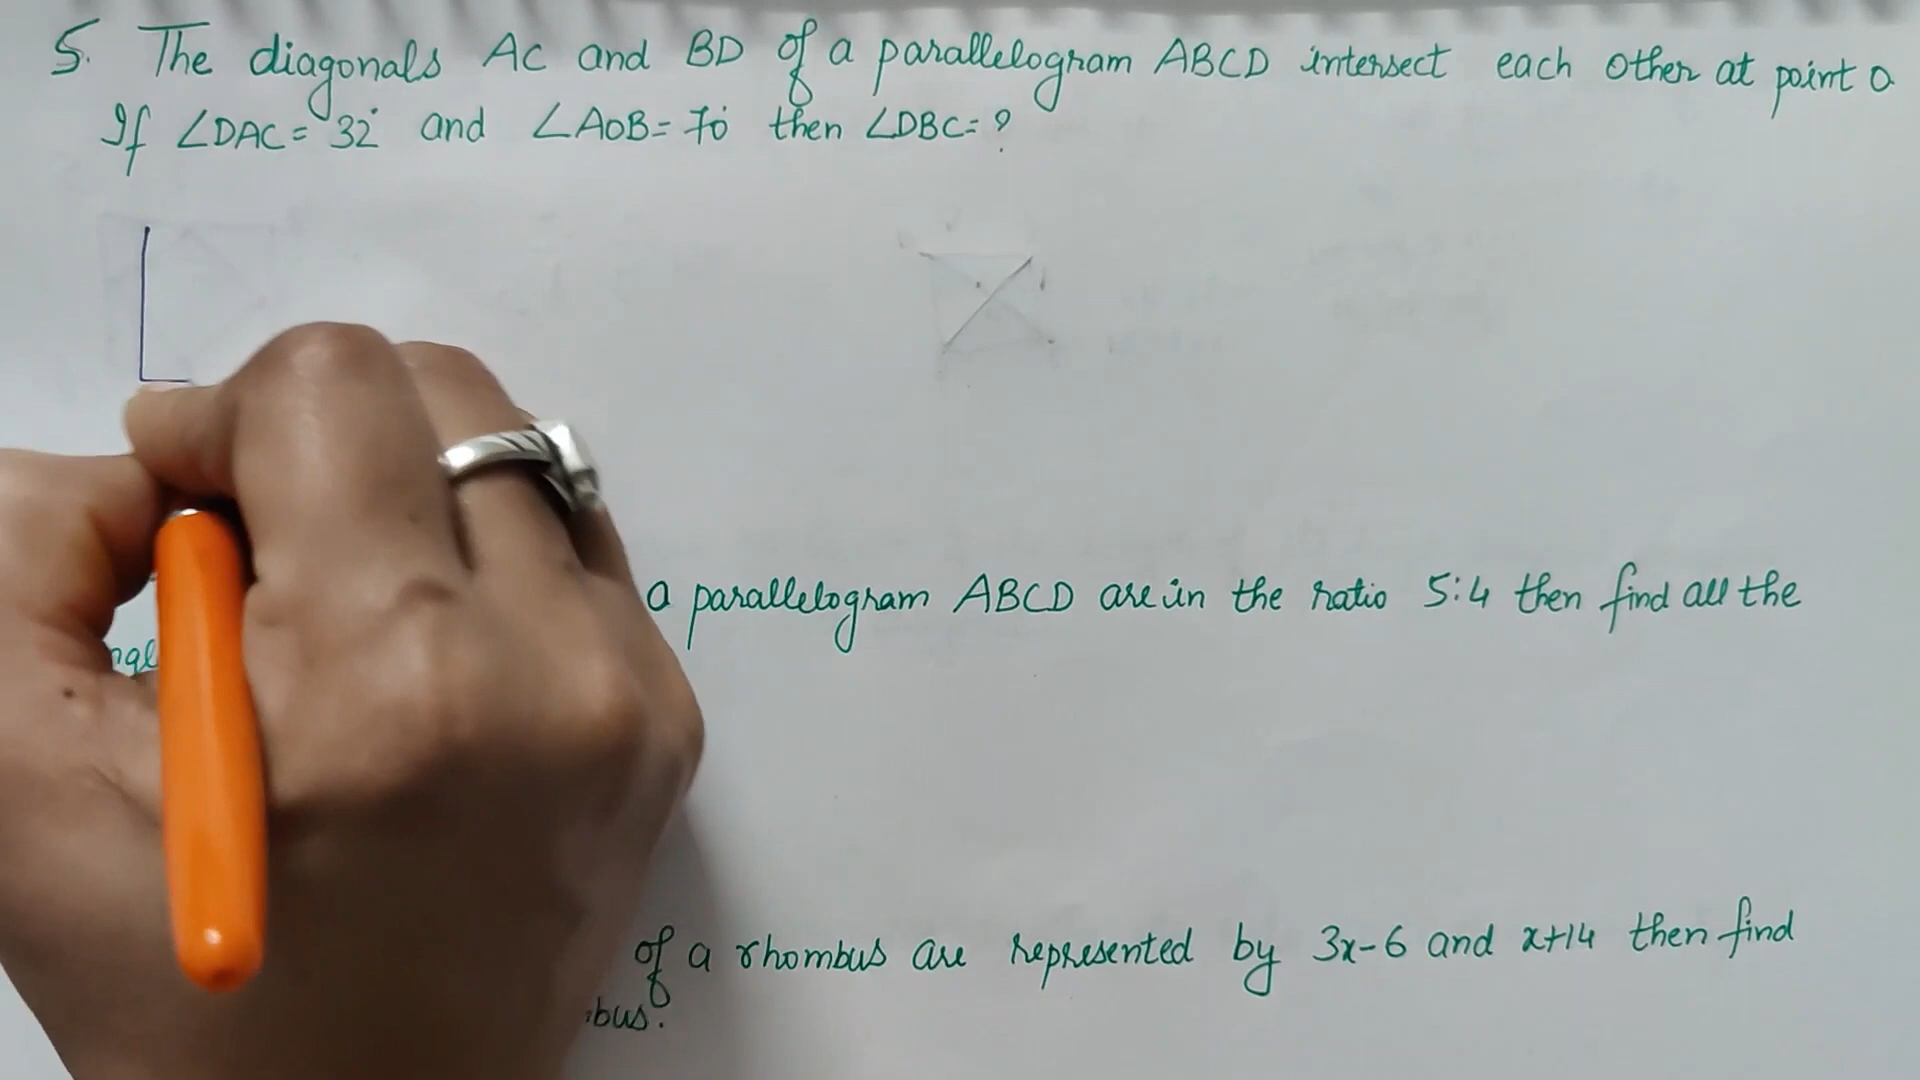 5. The diagonals AC and BD of a parallelogram ABCD intersect each other at point O
If ∠DAC = 32° and ∠AOB = 70° then ∠DBC = ?
a parallelogram ABCD are in the ratio 5:4 then find all the
of a rhombus are represented by 3x-6 and x+14 then find